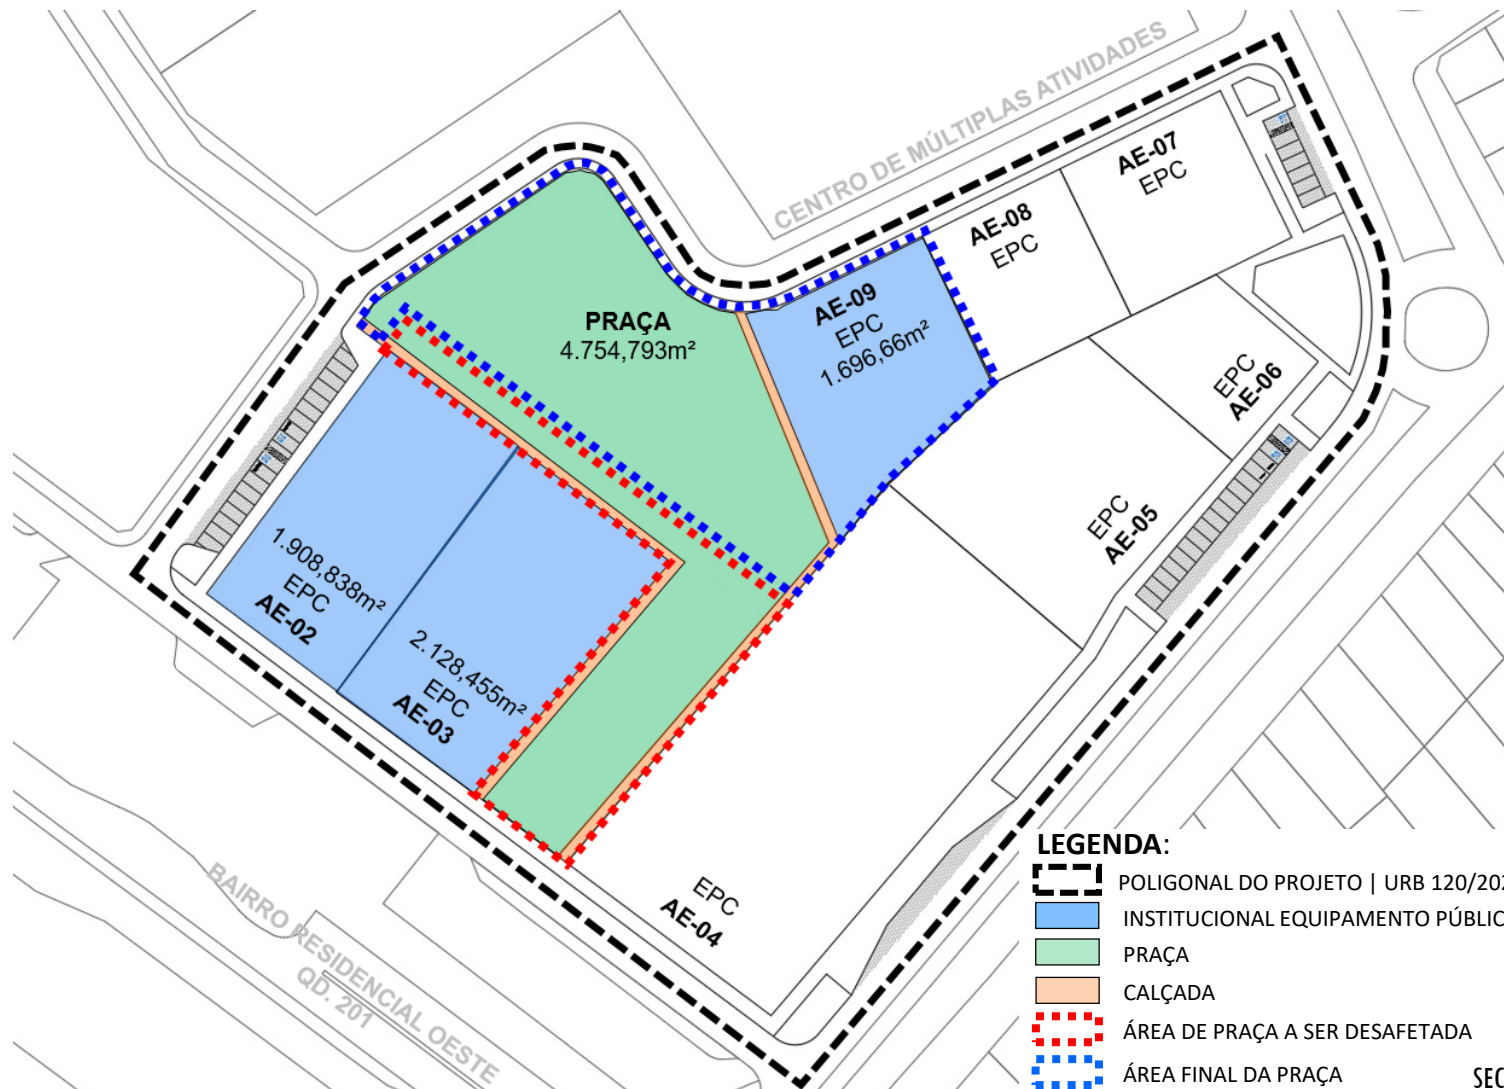 CENTRO DE MÚLTIPLAS ATIVIDADES
AE-07
EPC
AE-08
EPC
AE-09
EPC
1.696,66m²
PRAÇA
4.754,793m²
EPC
AE-06
EPC
AE-05
1.908,838m²
EPC
AE-02
2.128,455m²
EPC
AE-03
EPC
AE-04
BAIRRO RESIDENCIAL OESTE
QD. 201
LEGENDA:
POLIGONAL DO PROJETO | URB 120/202
INSTITUCIONAL EQUIPAMENTO PÚBLIC
PRAÇA
CALÇADA
ÁREA DE PRAÇA A SER DESAFETADA
ÁREA FINAL DA PRAÇA
SEC